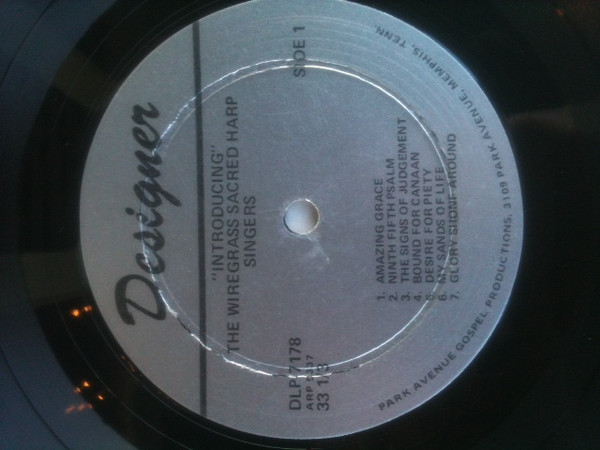 Designer
"INTRODUCING"
THE WIREGRASS SACRED HARP
SINGERS
DLP 7178
33 1/3
SIDE 1
1. AMAZING GRACE
2. NINTH FIFTH PSALM
3. THE SIGNS OF JUDGEMENT
4. BOUND FOR CANAAN
5. DESIRE FOR PIETY
6. MY SANDS OF LIFE
7. GLORY SHONE AROUND
PARK AVENUE GOSPEL PRODUCTIONS, 3109 PARK AVENUE, MEMPHIS, TENN.